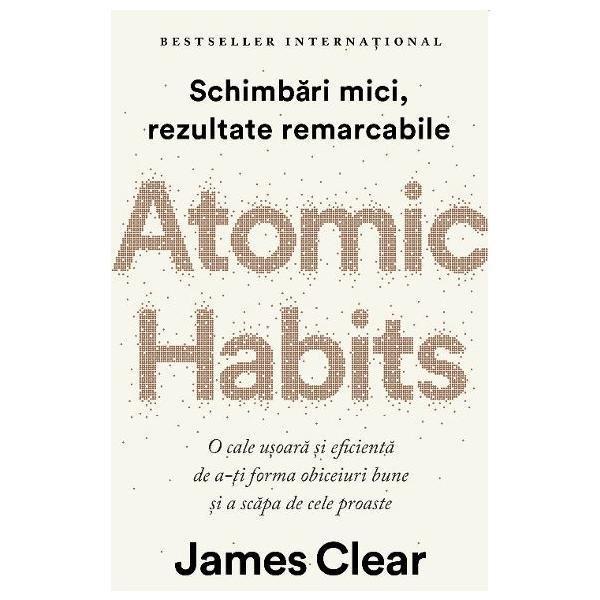 BESTSELLER INTERNAȚIONAL
Schimbări mici,
rezultate remarcabile
Atomic
Habits
O cale ușoară și eficientă
de a-ți forma obiceiuri bune
și a scăpa de cele proaste
James Clear